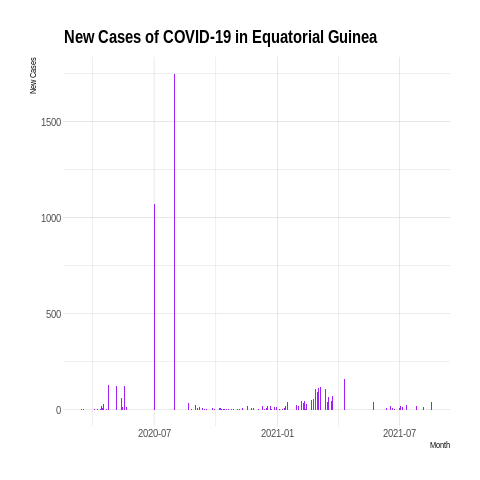 New Cases of COVID-19 in Equatorial Guinea
New Cases
1500
1000
500
0
2020-07 2021-01 2021-07
Month